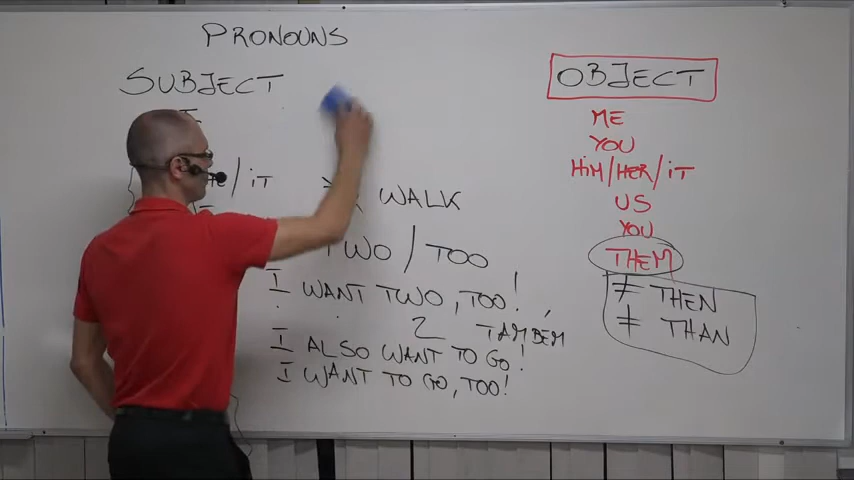 PRONOUNS
SUBJECT
I
HE/IT
WALK
TWO / TOO
I WANT TWO, TOO!
2 TAMBÉM
I ALSO WANT TO GO!
I WANT TO GO, TOO!
OBJECT
ME
YOU
HIM/HER/IT
US
YOU
THEM
≠ THEN
≠ THAN